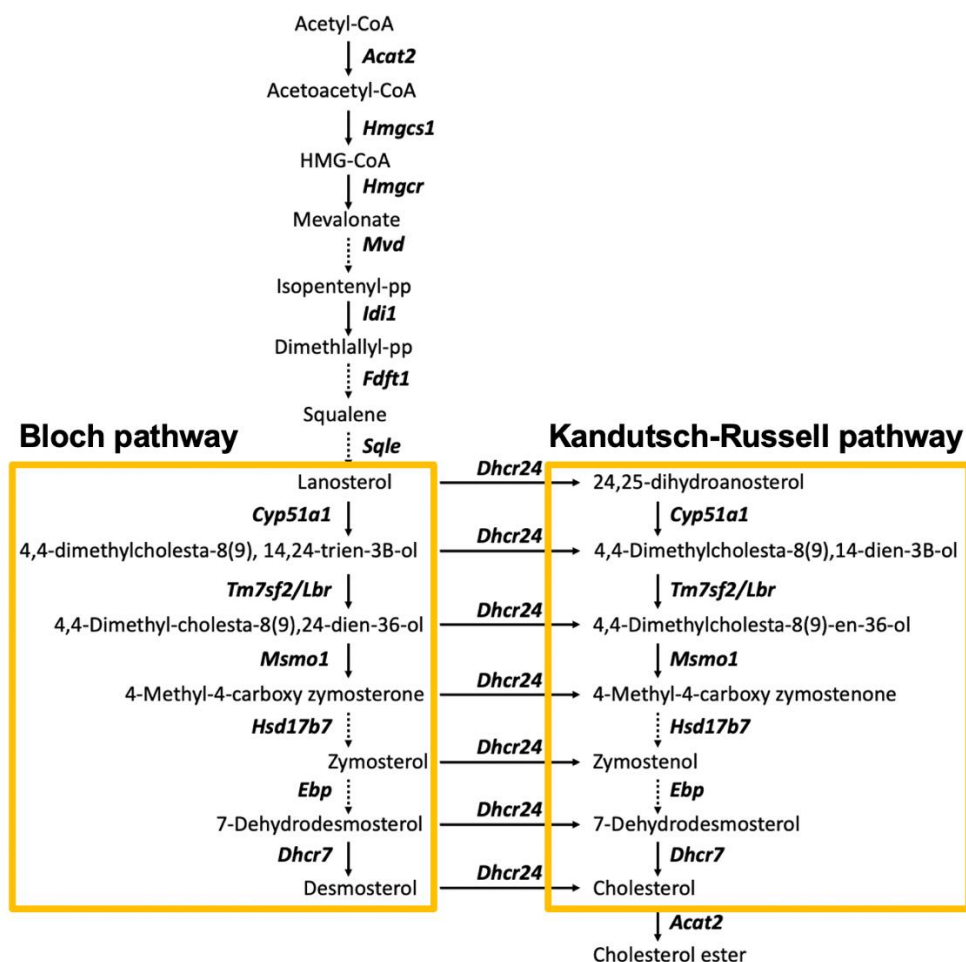 Acetyl-CoA
Acat2
Acetoacetyl-CoA
Hmgcs1
HMG-CoA
Hmgcr
Mevalonate
Mvd
Isopentenyl-pp
Idi1
Dimethlallyl-pp
Fdft1
Squalene
Bloch pathway
Sqle
Kandutsch-Russell pathway
Lanosterol
Dhcr24
24,25-dihydroanosterol
Cyp51a1
Cyp51a1
4,4-dimethylcholesta-8(9), 14,24-trien-3B-ol
Dhcr24
4,4-Dimethylcholesta-8(9),14-dien-3B-ol
Tm7sf2/Lbr
Tm7sf2/Lbr
4,4-Dimethyl-cholesta-8(9),24-dien-36-ol
Dhcr24
4,4-Dimethylcholesta-8(9)-en-36-ol
Msmo1
Msmo1
4-Methyl-4-carboxy zymosterone
Dhcr24
4-Methyl-4-carboxy zymostenone
Hsd17b7
Hsd17b7
Zymosterol
Dhcr24
Zymostenol
Ebp
Ebp
7-Dehydrodesmosterol
Dhcr24
7-Dehydrodesmosterol
Dhcr7
Dhcr7
Desmosterol
Dhcr24
Cholesterol
Acat2
Cholesterol ester